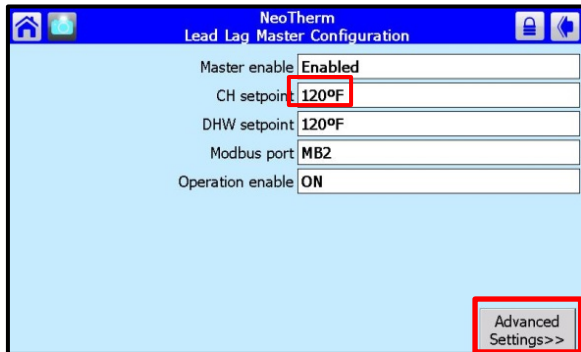 NeoTherm
Lead Lag Master Configuration
Master enable Enabled
CH setpoint 120ºF
DHW setpoint 120ºF
Modbus port MB2
Operation enable ON
Advanced
Settings>>